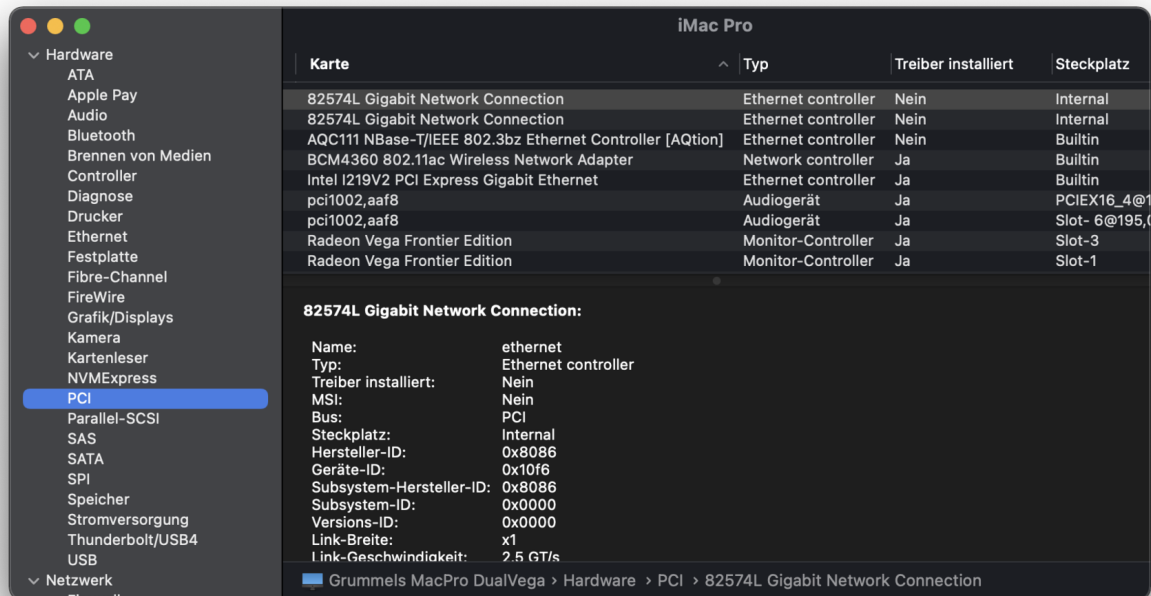 iMac Pro
Hardware
ATA
Apple Pay
Audio
Bluetooth
Brennen von Medien
Controller
Diagnose
Drucker
Ethernet
Festplatte
Fibre-Channel
FireWire
Grafik/Displays
Kamera
Kartenleser
NVMExpress
PCI
Parallel-SCSI
SAS
SATA
SPI
Speicher
Stromversorgung
Thunderbolt/USB4
USB
Netzwerk
Karte Typ Treiber installiert Steckplatz
82574L Gigabit Network Connection Ethernet controller Nein Internal
82574L Gigabit Network Connection Ethernet controller Nein Internal
AQC111 NBase-T/IEEE 802.3bz Ethernet Controller [AQtion] Ethernet controller Nein Builtin
BCM4360 802.11ac Wireless Network Adapter Network controller Ja Builtin
Intel I219V2 PCI Express Gigabit Ethernet Ethernet controller Ja Builtin
pci1002,aaf8 Audiogerät Ja PCIEX16_4@1
pci1002,aaf8 Audiogerät Ja Slot- 6@195,0
Radeon Vega Frontier Edition Monitor-Controller Ja Slot-3
Radeon Vega Frontier Edition Monitor-Controller Ja Slot-1
82574L Gigabit Network Connection:
Name: ethernet
Typ: Ethernet controller
Treiber installiert: Nein
MSI: Nein
Bus: PCI
Steckplatz: Internal
Hersteller-ID: 0x8086
Geräte-ID: 0x10f6
Subsystem-Hersteller-ID: 0x8086
Subsystem-ID: 0x0000
Versions-ID: 0x0000
Link-Breite: x1
Link-Geschwindigkeit: 2.5 GT/s
Grummels MacPro DualVega › Hardware › PCI › 82574L Gigabit Network Connection